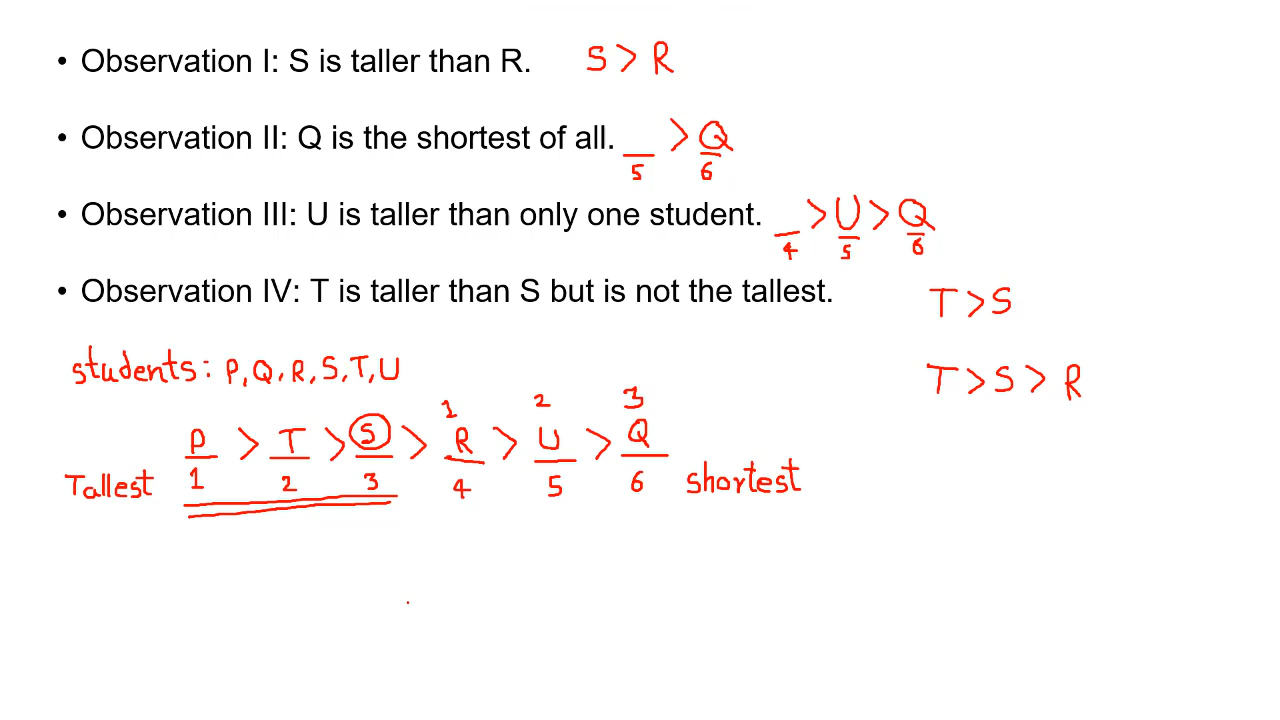 • Observation I: S is taller than R. S > R
• Observation II: Q is the shortest of all. _ > Q
5 6
• Observation III: U is taller than only one student. _ > U > Q
4 5 6
• Observation IV: T is taller than S but is not the tallest. T > S
students: P, Q, R, S, T, U
T > S > R
1 2 3
P > T > S > R > U > Q
Tallest 1 2 3 4 5 6 shortest